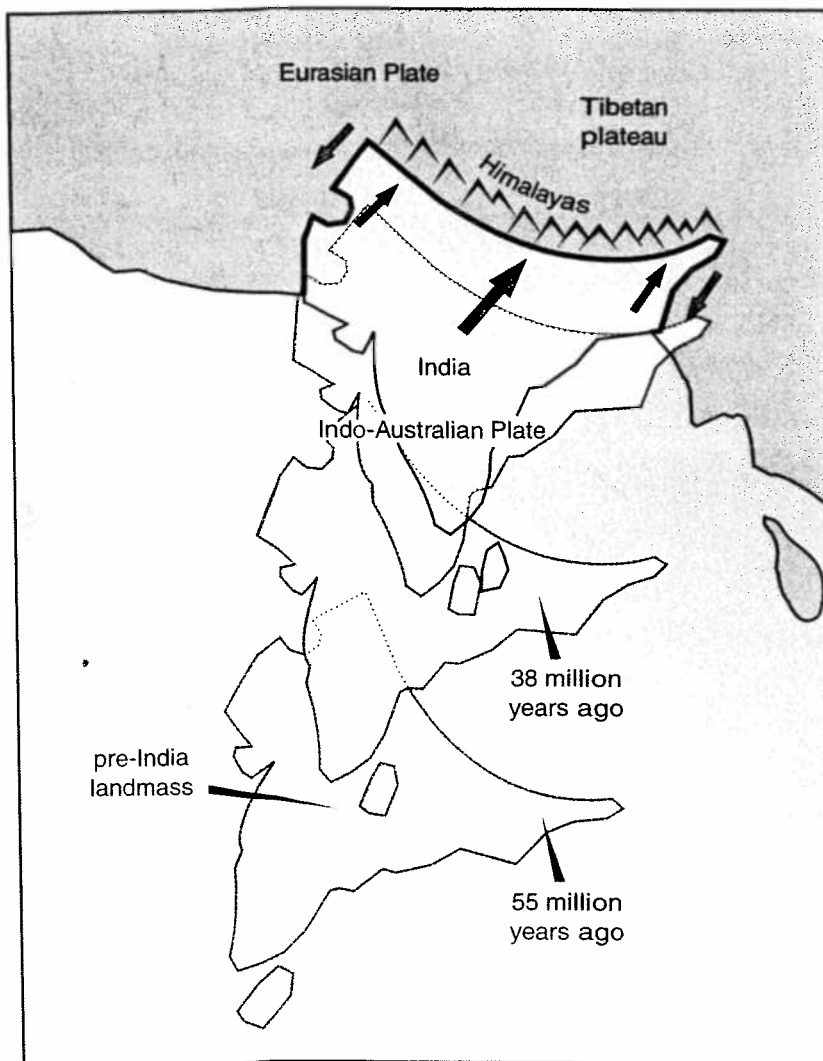 Eurasian Plate
Tibetan
plateau
Himalayas
India
Indo-Australian Plate
38 million
years ago
pre-India
landmass
55 million
years ago